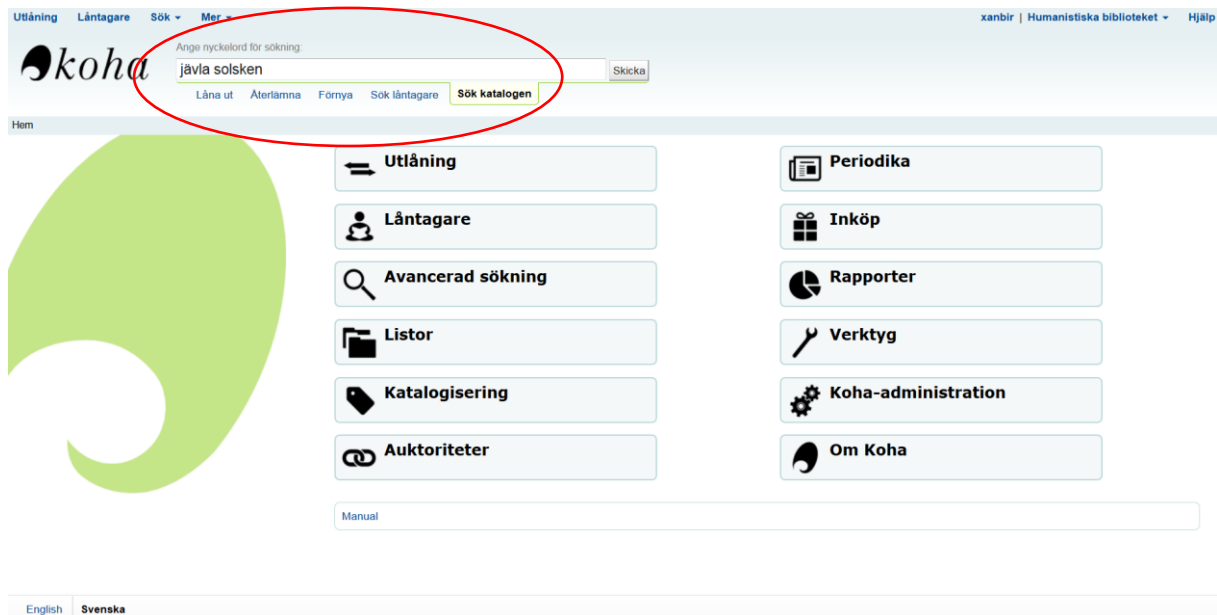 Utlåning Låntagare Sök Mer xanbir | Humanistiska biblioteket Hjälp
koha
Ange nyckelord för sökning:
jävla solsken Skicka
Låna ut Återlämna Förnya Sök låntagare Sök katalogen
Hem
Utlåning Periodika
Låntagare Inköp
Avancerad sökning Rapporter
Listor Verktyg
Katalogisering Koha-administration
Auktoriteter Om Koha
Manual
English Svenska